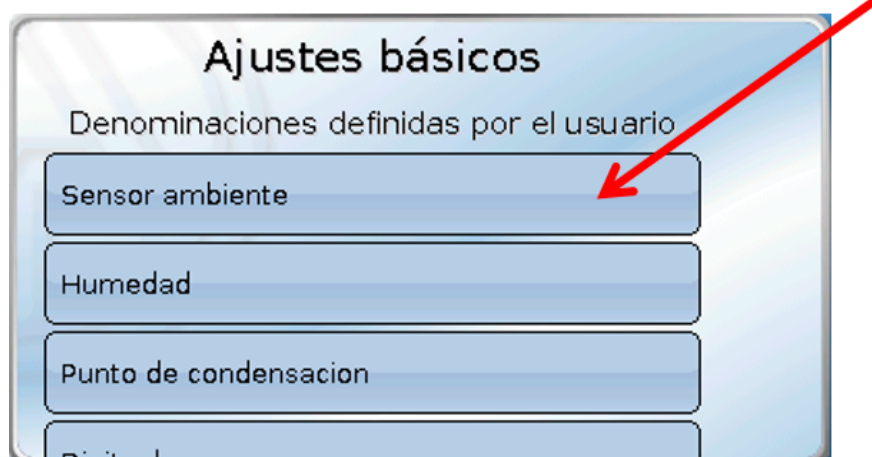 Ajustes básicos
Denominaciones definidas por el usuario
Sensor ambiente
Humedad
Punto de condensacion